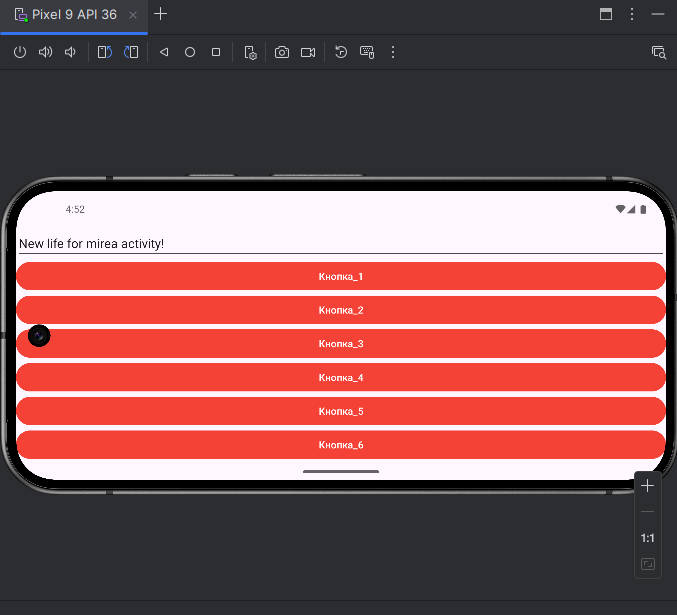 Pixel 9 API 36
4:52
New life for mirea activity!
Кнопка_1
Кнопка_2
Кнопка_3
Кнопка_4
Кнопка_5
Кнопка_6
1:1